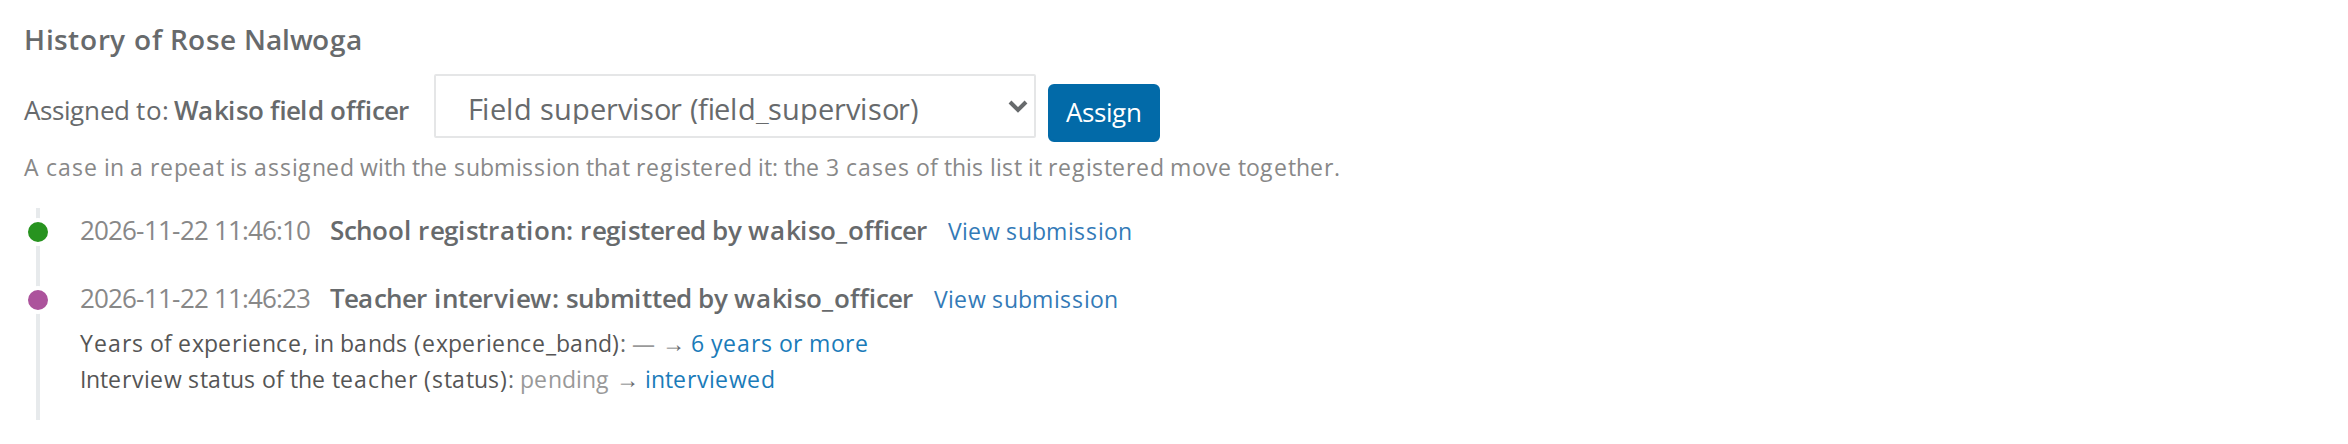 History of Rose Nalwoga
Assigned to: Wakiso field officer Field supervisor (field_supervisor) Assign
A case in a repeat is assigned with the submission that registered it: the 3 cases of this list it registered move together.
2026-11-22 11:46:10 School registration: registered by wakiso_officer View submission
2026-11-22 11:46:23 Teacher interview: submitted by wakiso_officer View submission
Years of experience, in bands (experience_band): — → 6 years or more
Interview status of the teacher (status): pending → interviewed